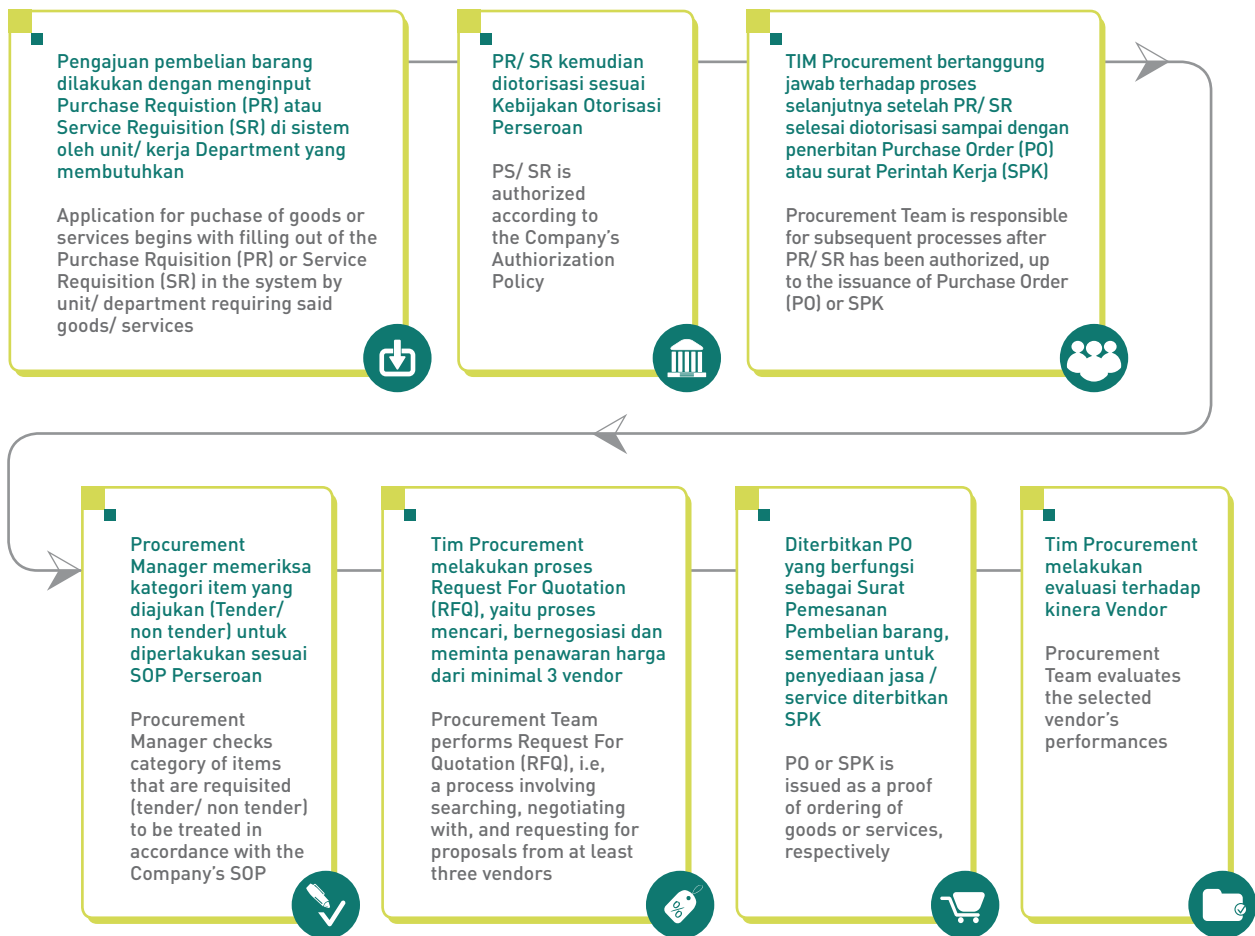 Pengajuan pembelian barang
dilakukan dengan menginput
Purchase Requistion (PR) atau
Service Reguisition (SR) di sistem
oleh unit/ kerja Department yang
membutuhkan
Application for puchase of goods or
services begins with filling out of the
Purchase Rquisition (PR) or Service
Requisition (SR) in the system by
unit/ department requiring said
goods/ services
PR/ SR kemudian
diotorisasi sesuai
Kebijakan Otorisasi
Perseroan
PS/ SR is
authorized
according to
the Company's
Authiorization
Policy
TIM Procurement bertanggung
jawab terhadap proses
selanjutnya setelah PR/ SR
selesai diotorisasi sampai dengan
penerbitan Purchase Order (PO)
atau surat Perintah Kerja (SPK)
Procurement Team is responsible
for subsequent processes after
PR/ SR has been authorized, up
to the issuance of Purchase Order
(PO) or SPK
Procurement
Manager memeriksa
kategori item yang
diajukan (Tender/
non tender) untuk
diperlakukan sesuai
SOP Perseroan
Procurement
Manager checks
category of items
that are requisited
(tender/ non tender)
to be treated in
accordance with the
Company's SOP
Tim Procurement
melakukan proses
Request For Quotation
(RFQ), yaitu proses
mencari, bernegosiasi dan
meminta penawaran harga
dari minimal 3 vendor
Procurement Team
performs Request For
Quotation (RFQ), i.e,
a process involving
searching, negotiating
with, and requesting for
proposals from at least
three vendors
%
Diterbitkan PO
yang berfungsi
sebagai Surat
Pemesanan
Pembelian barang,
sementara untuk
penyediaan jasa /
service diterbitkan
SPK
PO or SPK is
issued as a proof
of ordering of
goods or services,
respectively
Tim Procurement
melakukan
evaluasi terhadap
kinera Vendor
Procurement
Team evaluates
the selected
vendor's
performances